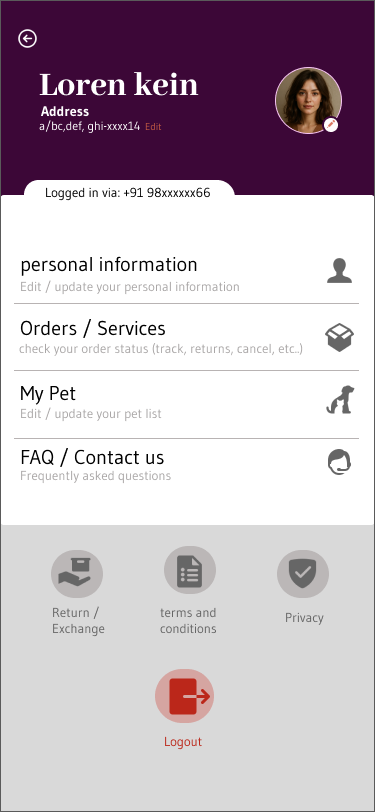 Loren kein
Address
a/bc,def, ghi-xxxx14 Edit
Logged in via: +91 98xxxxxx66
personal information
Edit / update your personal information
Orders / Services
check your order status (track, returns, cancel, etc..)
My Pet
Edit / update your pet list
FAQ / Contact us
Frequently asked questions
Return /
Exchange
terms and
conditions
Privacy
Logout